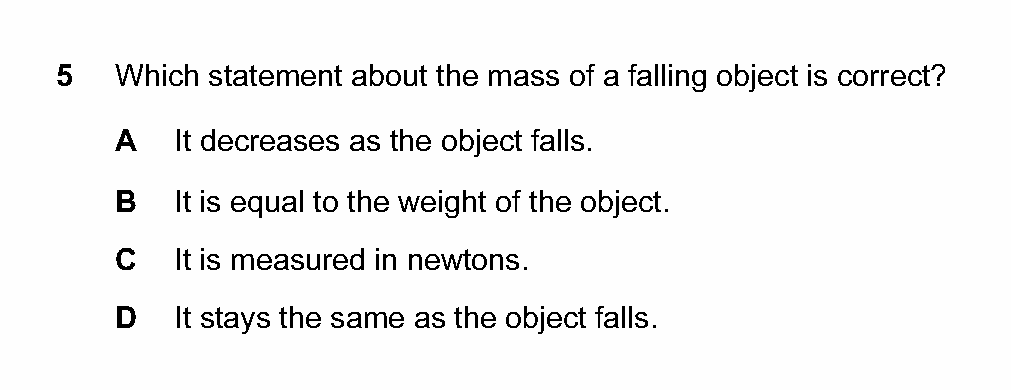 5 Which statement about the mass of a falling object is correct?
A It decreases as the object falls.
B It is equal to the weight of the object.
C It is measured in newtons.
D It stays the same as the object falls.